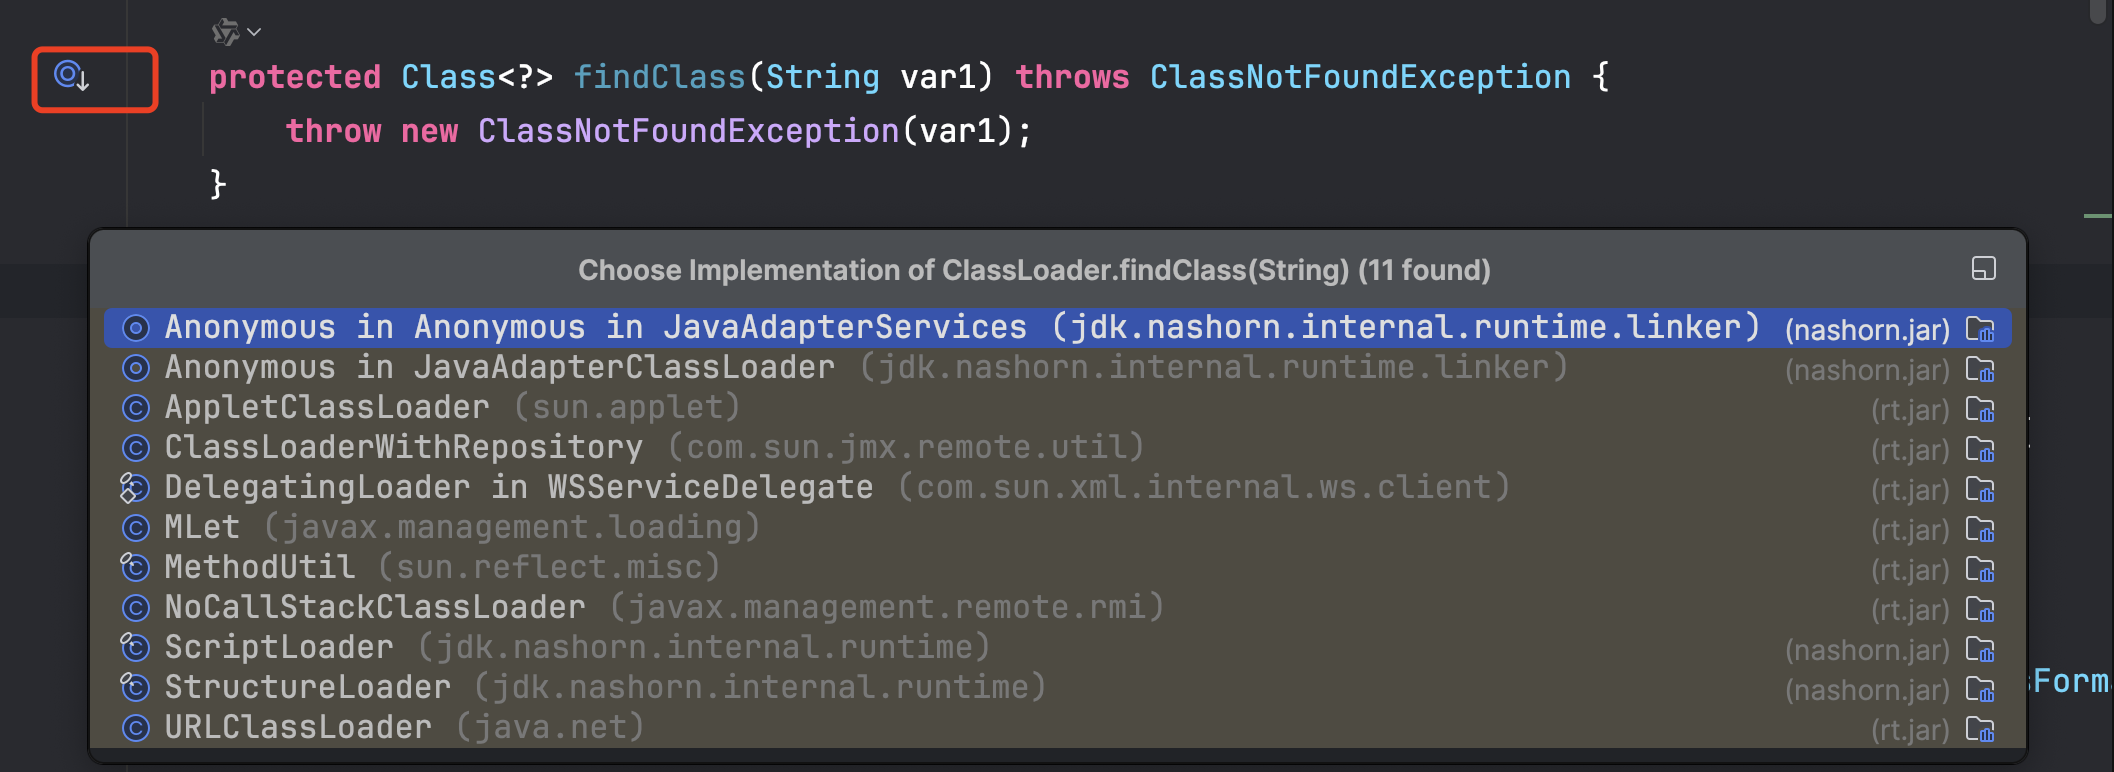 protected Class<?> findClass(String var1) throws ClassNotFoundException {
throw new ClassNotFoundException(var1);
}
Choose Implementation of ClassLoader.findClass(String) (11 found)
Anonymous in Anonymous in JavaAdapterServices (jdk.nashorn.internal.runtime.linker) (nashorn.jar)
Anonymous in JavaAdapterClassLoader (jdk.nashorn.internal.runtime.linker) (nashorn.jar)
AppletClassLoader (sun.applet) (rt.jar)
ClassLoaderWithRepository (com.sun.jmx.remote.util) (rt.jar)
DelegatingLoader in WSServiceDelegate (com.sun.xml.internal.ws.client) (rt.jar)
MLet (javax.management.loading) (rt.jar)
MethodUtil (sun.reflect.misc) (rt.jar)
NoCallStackClassLoader (javax.management.remote.rmi) (rt.jar)
ScriptLoader (jdk.nashorn.internal.runtime) (nashorn.jar)
StructureLoader (jdk.nashorn.internal.runtime) (nashorn.jar)
URLClassLoader (java.net) (rt.jar)